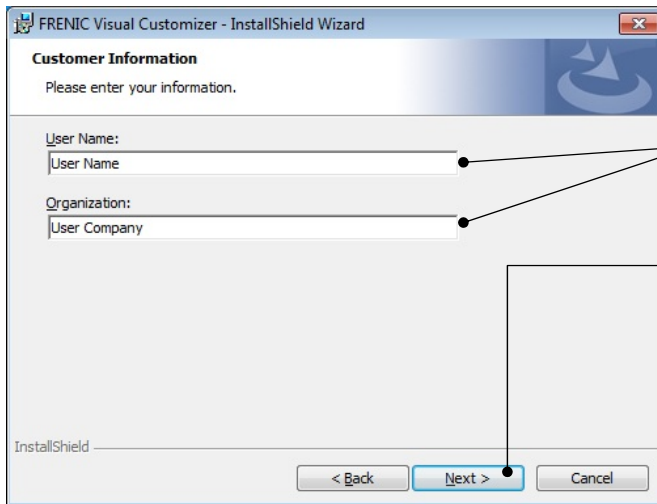 FRENIC Visual Customizer - InstallShield Wizard
Customer Information
Please enter your information.
User Name:
User Name
Organization:
User Company
InstallShield
< Back Next > Cancel